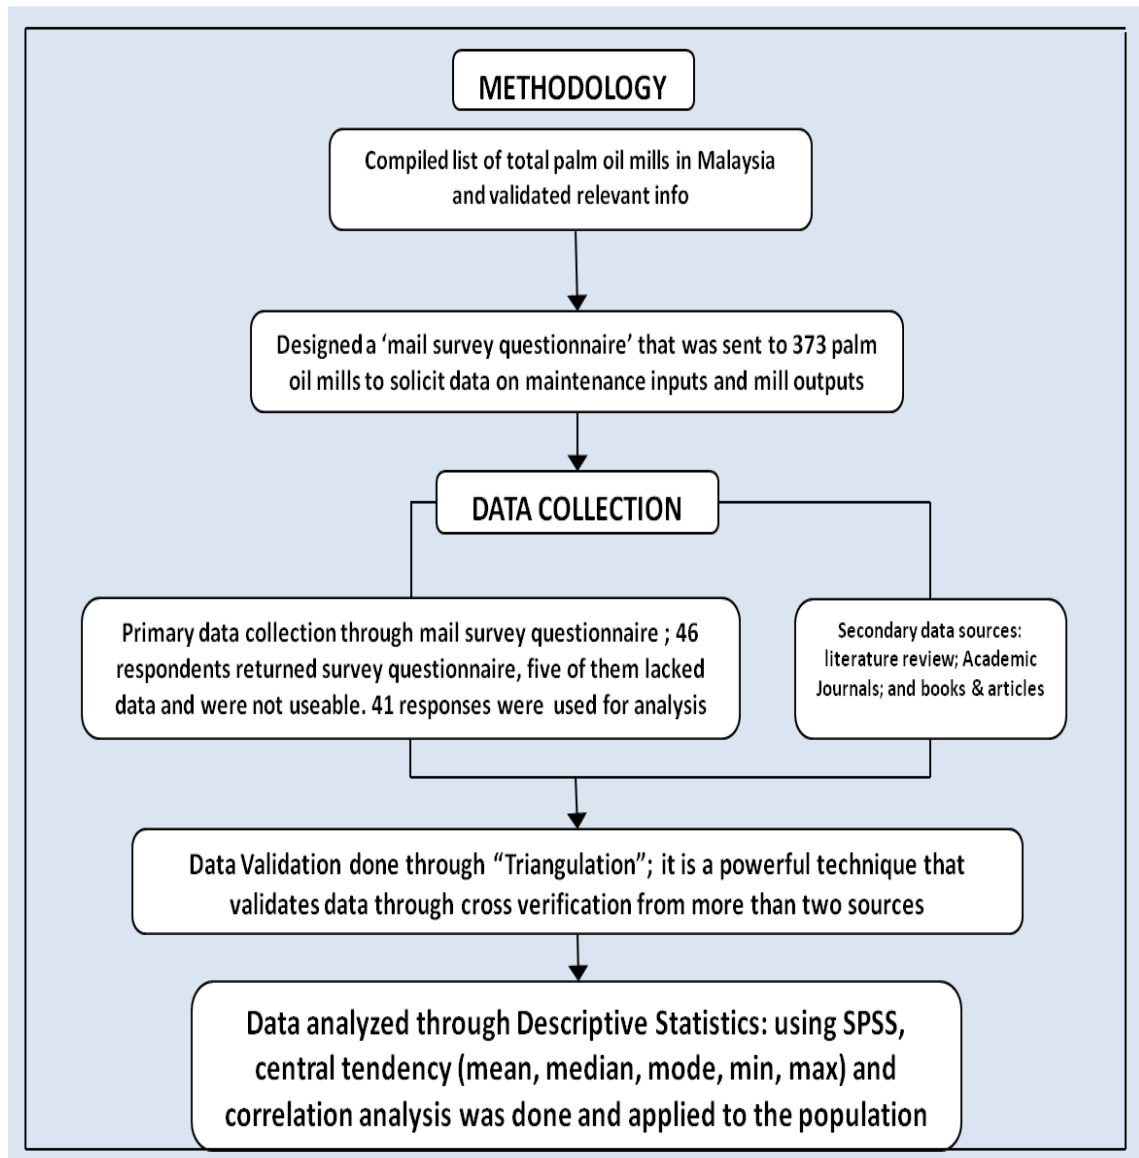 METHODOLOGY
Compiled list of total palm oil mills in Malaysia
and validated relevant info
Designed a ‘mail survey questionnaire’ that was sent to 373 palm
oil mills to solicit data on maintenance inputs and mill outputs
DATA COLLECTION
Primary data collection through mail survey questionnaire ; 46
respondents returned survey questionnaire, five of them lacked
data and were not useable. 41 responses were used for analysis
Secondary data sources:
literature review; Academic
Journals; and books & articles
Data Validation done through “Triangulation”; it is a powerful technique that
validates data through cross verification from more than two sources
Data analyzed through Descriptive Statistics: using SPSS,
central tendency (mean, median, mode, min, max) and
correlation analysis was done and applied to the population